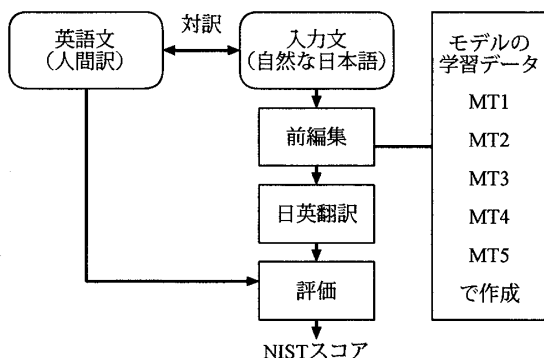 対訳
英語文
(人間訳)
入力文
(自然な日本語)
前編集
日英翻訳
評価
NISTスコア
モデルの
学習データ
MT1
MT2
MT3
MT4
MT5
で作成